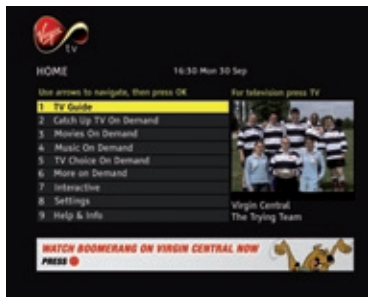 Virgin
tv
HOME
16:30 Mon 30 Sep
Use arrows to navigate, then press OK
For television press TV
1 TV Guide
2 Catch Up TV On Demand
3 Movies On Demand
4 Music On Demand
5 TV Choice On Demand
6 More on Demand
7 Interactive
8 Settings
9 Help & Info
Virgin Central
The Trying Team
WATCH BOOMERANG ON VIRGIN CENTRAL NOW
PRESS